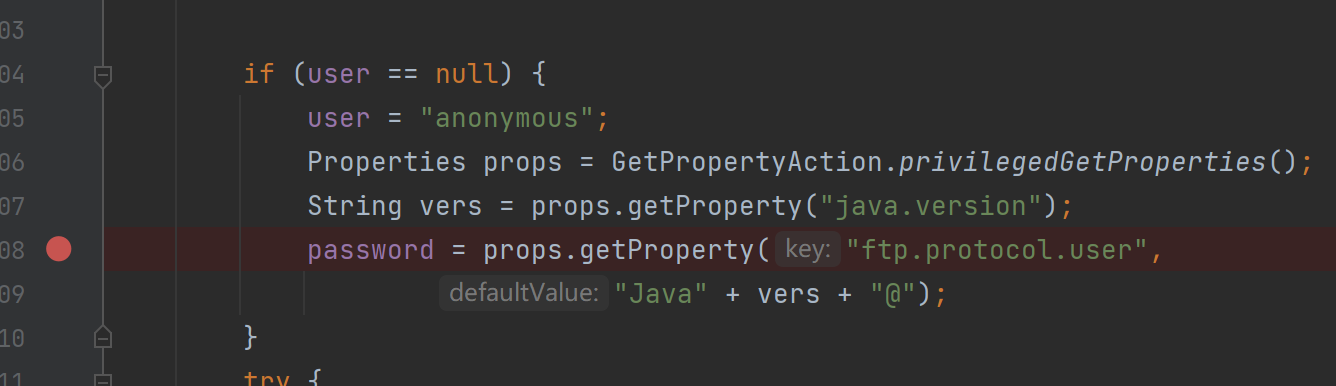 03
04 if (user == null) {
05 user = "anonymous";
06 Properties props = GetPropertyAction.privilegedGetProperties();
07 String vers = props.getProperty("java.version");
08 password = props.getProperty( key: "ftp.protocol.user",
09 defaultValue: "Java" + vers + "@");
10 }
11 try {